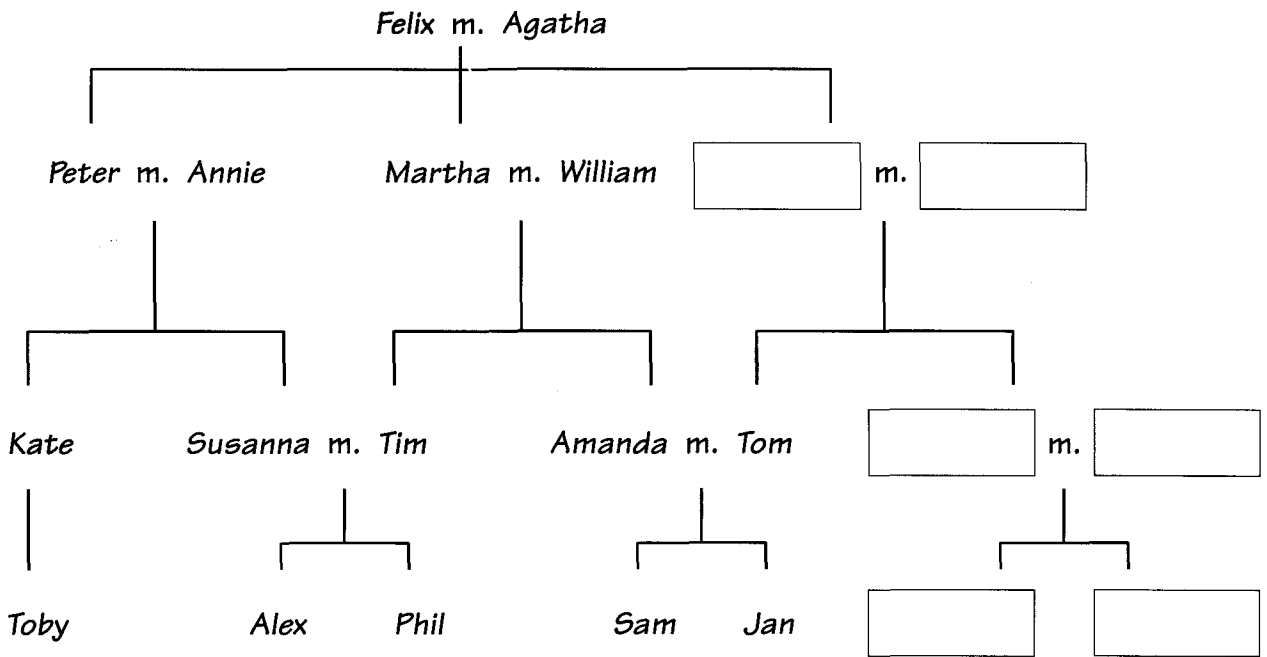 Felix m. Agatha
Peter m. Annie Martha m. William m.
Kate Susanna m. Tim Amanda m. Tom m.
Toby Alex Phil Sam Jan